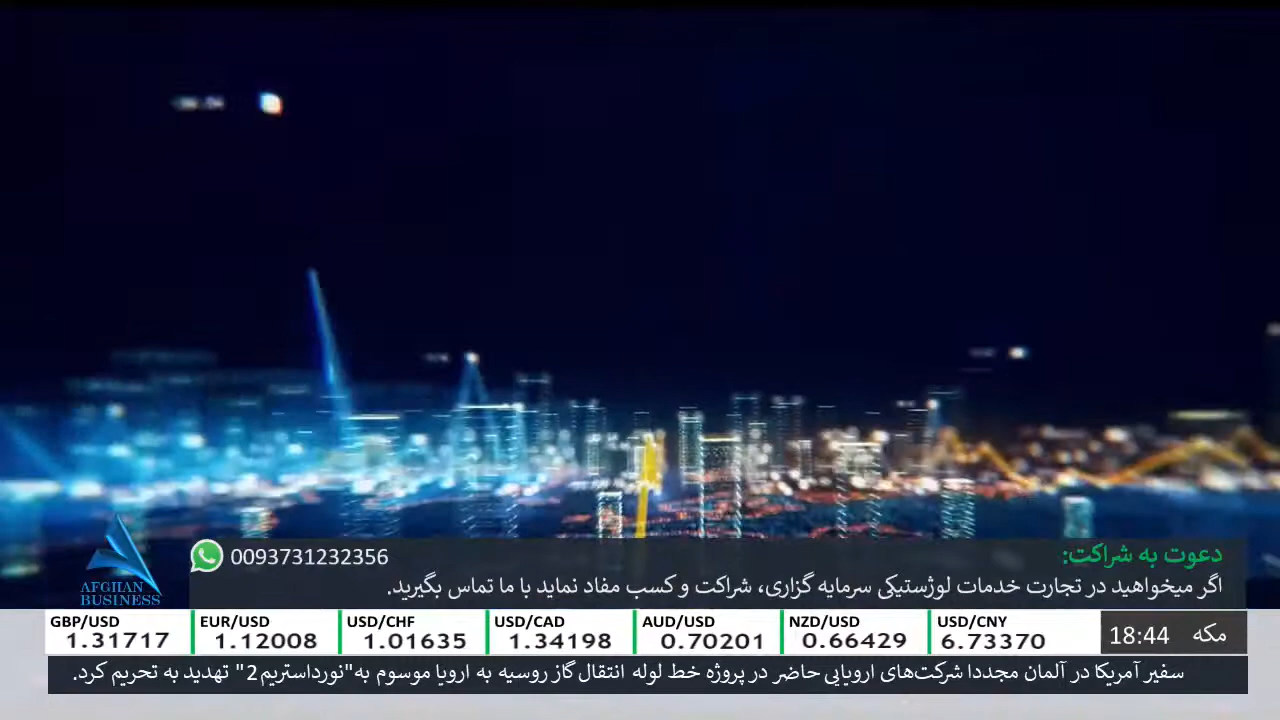 دعوت به شراکت:
0093731232356
اگر میخواهید در تجارت خدمات لوژستیکی سرمایه گزاری، شراکت و کسب مفاد نماید با ما تماس بگیرید.
AFGHAN
BUSINESS
GBP/USD EUR/USD USD/CHF USD/CAD AUD/USD NZD/USD USD/CNY
1.31717 1.12008 1.01635 1.34198 0.70201 0.66429 6.73370
مکه 18:44
سفیر آمریکا در آلمان مجددا شرکت‌های اروپایی حاضر در پروژه خط لوله انتقال گاز روسیه به اروپا موسوم به"نورداستریم2" تهدید به تحریم کرد.